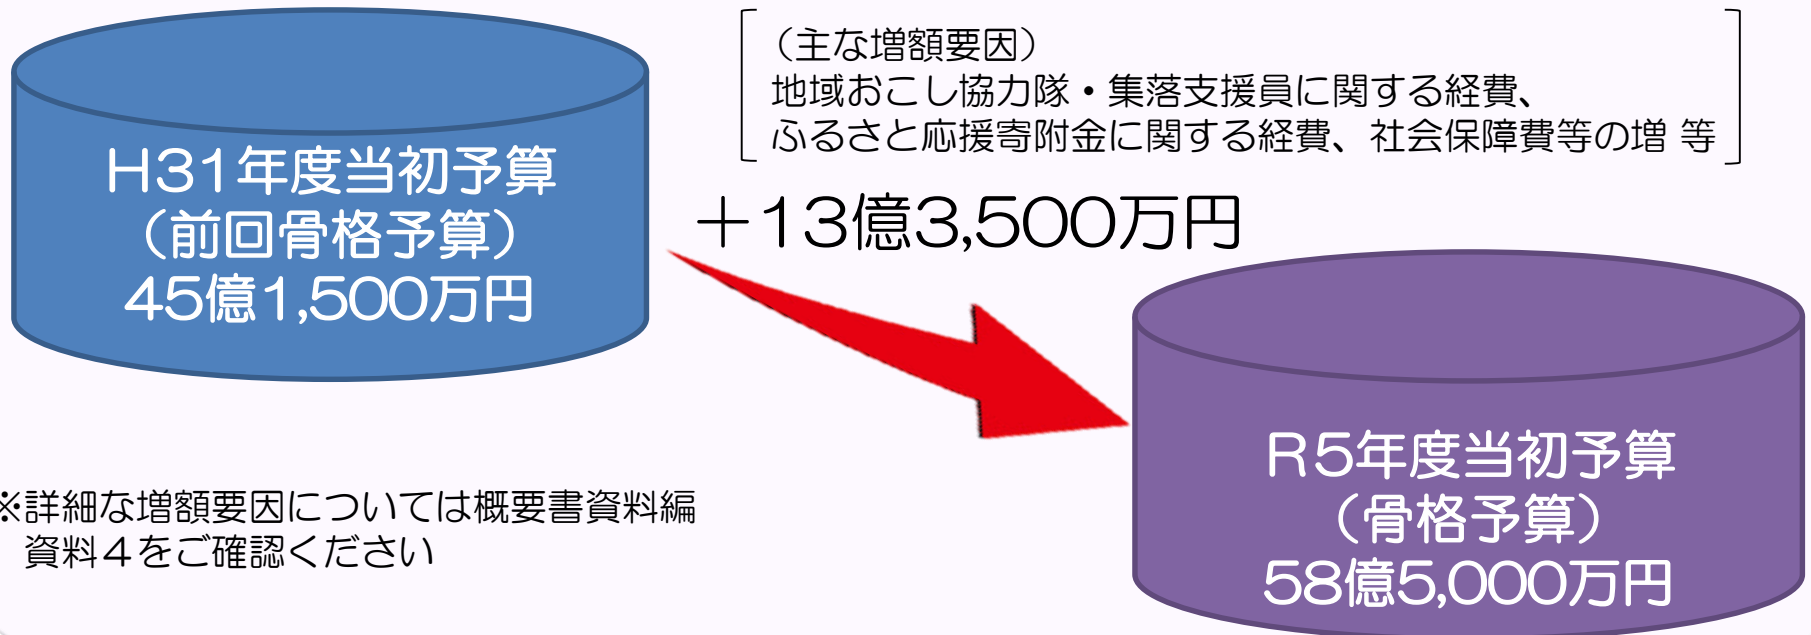 H31年度当初予算
（前回骨格予算）
45億1,500万円
（主な増額要因）
地域おこし協力隊・集落支援員に関する経費、
ふるさと応援寄附金に関する経費、社会保障費等の増 等
＋13億3,500万円
R5年度当初予算
（骨格予算）
58億5,000万円
※詳細な増額要因については概要書資料編
資料４をご確認ください